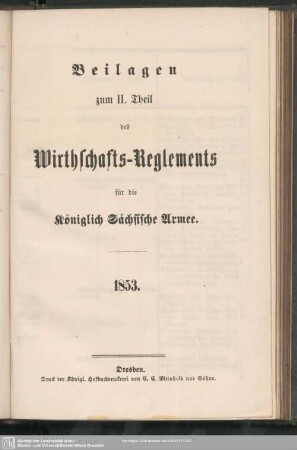 Beilagen
zum II. Theil
des
Wirthschafts-Reglements
für die
Königlich Sächsische Armee.
1853.
Dresden.
Druck der Königl. Hofbuchdruckerei von C. C. Meinhold und Söhne.